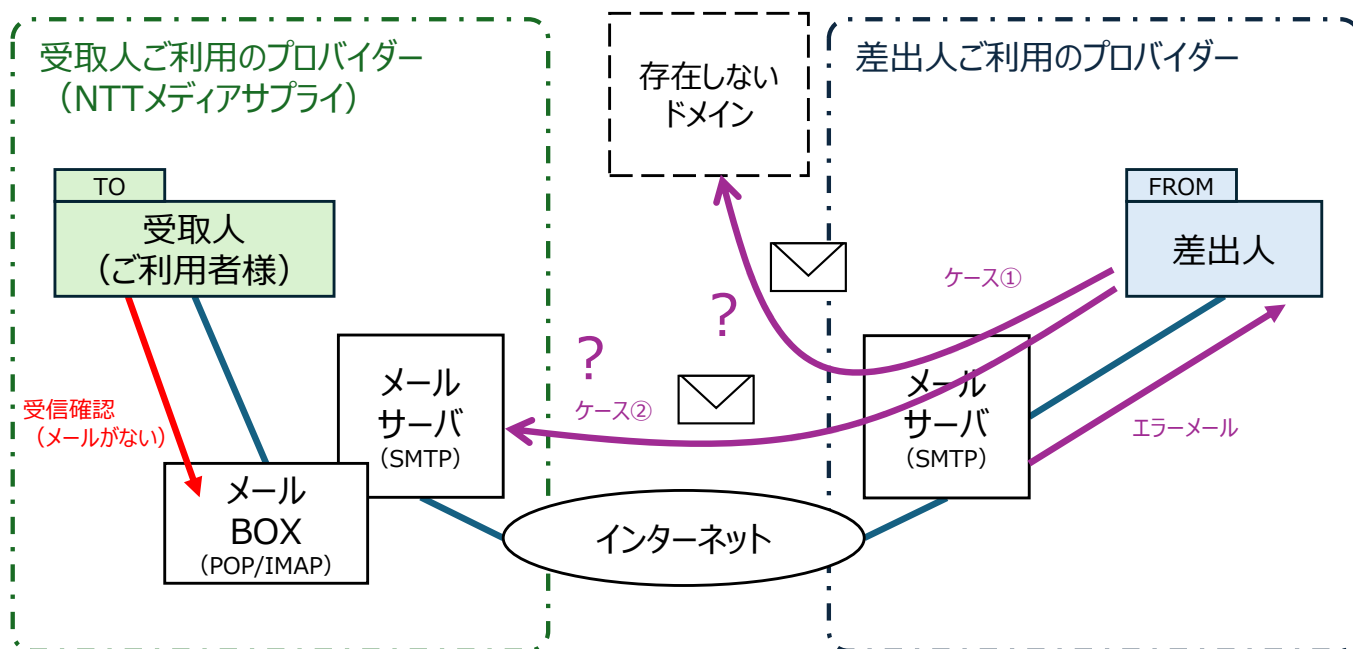 受取人ご利用のプロバイダー
（NTTメディアサプライ）
存在しない
ドメイン
差出人ご利用のプロバイダー
TO
受取人
（ご利用者様）
FROM
差出人
ケース①
?
?
ケース②
メール
サーバ
（SMTP）
メール
サーバ
（SMTP）
受信確認
（メールがない）
エラーメール
メール
BOX
（POP/IMAP）
インターネット